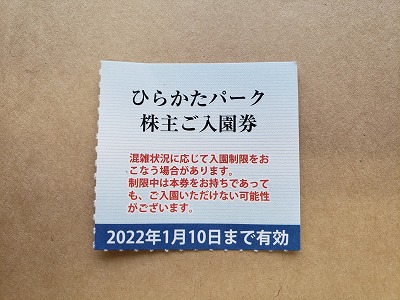 ひらかたパーク
株主ご入園券
混雑状況に応じて入園制限をお
こなう場合があります。
制限中は本券をお持ちであって
も、ご入園いただけない可能性
がございます。
2022年1月10日まで有効